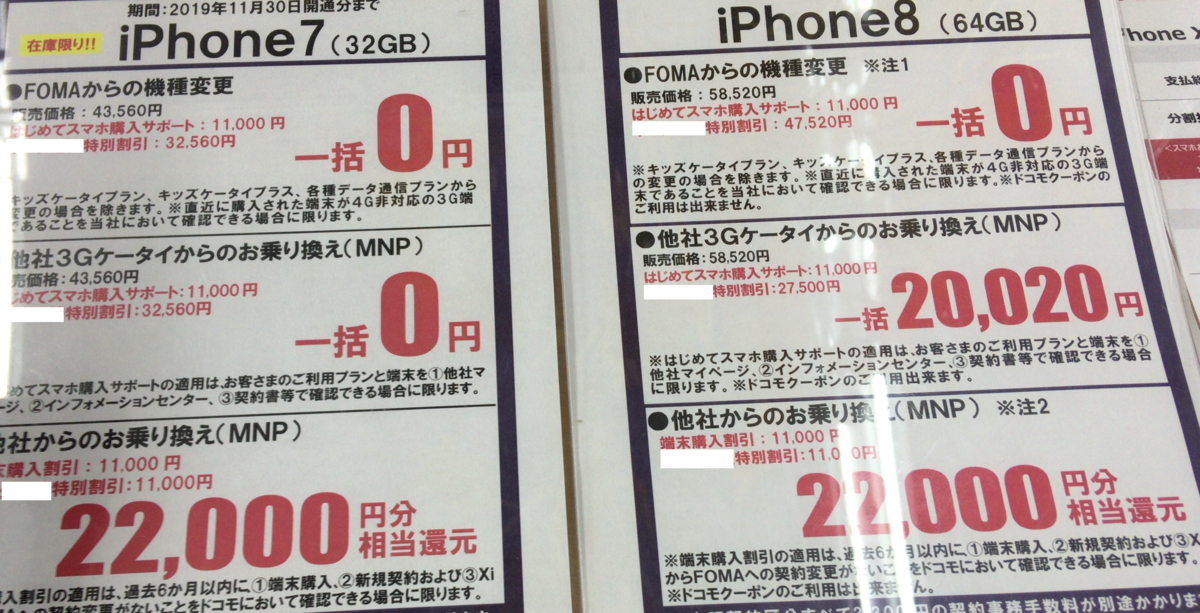 期間:2019年11月30日開通分まで
在庫限り!!
iPhone7(32GB)
●FOMAからの機種変更
販売価格:43,560円
はじめてスマホ購入サポート:11,000円
特別割引:32,560円
一括0円
キッズケータイプラン、キッズケータイプラス、各種データ通信プランから
変更の場合を除きます。※直近に購入された端末が4G非対応の3G端
であることを当社において確認できる場合に限ります。
他社3Gケータイからのお乗り換え(MNP)
売価格:43,560円
じめてスマホ購入サポート:11,000円
特別割引:32,560円
一括0円
めてスマホ購入サポートの適用は、お客さまのご利用プランと端末を①他社マ
ページ、②インフォメーションセンター、③契約書等で確認できる場合に限ります。
他社からのお乗り換え(MNP)
末購入割引:11,000円
特別割引:11,000円
22,000円分
相当還元
引の適用は、過去6か月以内に、①端末購入、②新規契約および③Xi
への契約変更がないことをドコモにおいて確認できる場合に限ります。
iPhone8(64GB)
●FOMAからの機種変更 ※注1
販売価格:58,520円
はじめてスマホ購入サポート:11,000円
特別割引:47,520円
一括0円
※キッズケータイプラン、キッズケータイプラス、各種データ通信プランから
の変更の場合を除きます。※直近に購入された端末が4G非対応の3G端
末であることを当社において確認できる場合に限ります。※ドコモクーポンの
ご利用は出来ません。
●他社3Gケータイからのお乗り換え(MNP)
販売価格:58,520円
はじめてスマホ購入サポート:11,000円
特別割引:27,500円
一括20,020円
※はじめてスマホ購入サポートの適用は、お客さまのご利用プランと端末を①
他社マイページ、②インフォメーションセンター、③契約書等で確認できる場合
に限ります。※ドコモクーポンのご利用出来ます。
●他社からのお乗り換え(MNP) ※注2
端末購入割引:11,000円
特別割引:11,000円
22,000円分
相当還元
※端末購入割引の適用は、過去6か月以内に、①端末購入、②新規契約および③X
からFOMAへの契約変更がないことをドコモにおいて確認できる場合に限ります。
※ドコモクーポンのご利用は出来ません。
の契約事務手数料が別途かかりま
hone X
支払総
分割
<スマホ